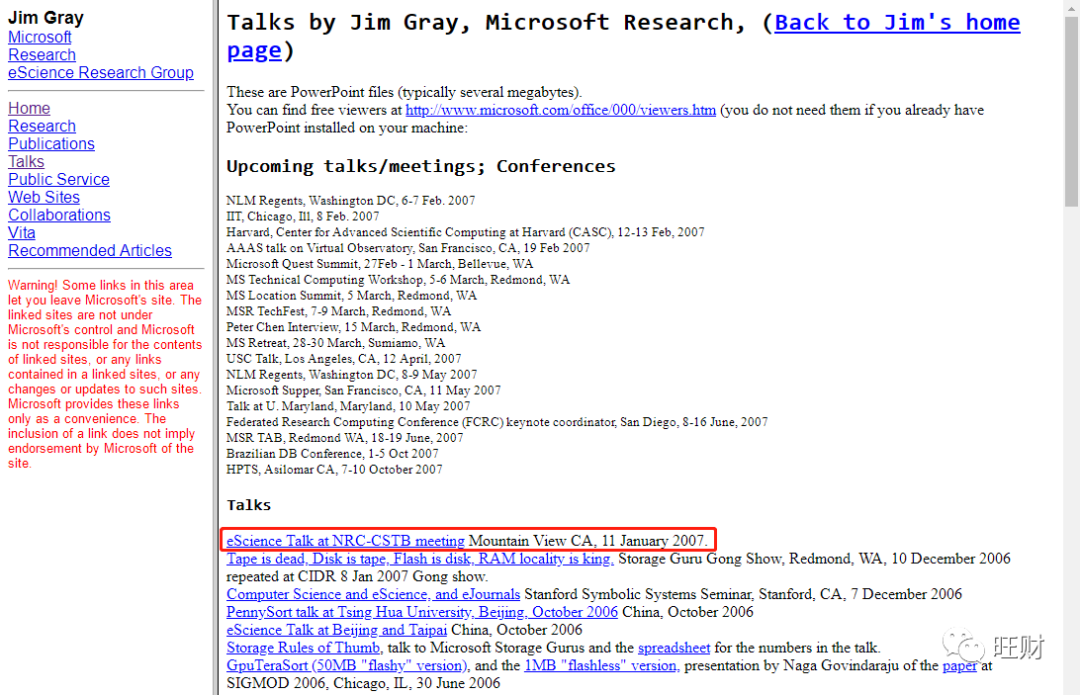 Jim Gray
Microsoft
Research
eScience Research Group
Home
Research
Publications
Talks
Public Service
Web Sites
Collaborations
Vita
Recommended Articles
Warning! Some links in this area
let you leave Microsoft's site. The
linked sites are not under
Microsoft's control and Microsoft
is not responsible for the contents
of linked sites, or any links
contained in a linked sites, or any
changes or updates to such sites.
Microsoft provides these links
only as a convenience. The
inclusion of a link does not imply
endorsement by Microsoft of the
site.
Talks by Jim Gray, Microsoft Research, (Back to Jim's home
page)
These are PowerPoint files (typically several megabytes).
You can find free viewers at http://www.microsoft.com/office/000/viewers.htm (you do not need them if you already have
PowerPoint installed on your machine:
Upcoming talks/meetings; Conferences
NLM Regents, Washington DC, 6-7 Feb. 2007
IIT, Chicago, Ill, 8 Feb. 2007
Harvard, Center for Advanced Scientific Computing at Harvard (CASC), 12-13 Feb, 2007
AAAS talk on Virtual Observatory, San Francisco, CA, 19 Feb 2007
Microsoft Quest Summit, 27Feb - 1 March, Bellevue, WA
MS Technical Computing Workshop, 5-6 March, Redmond, WA
MS Location Summit, 5 March, Redmond, WA
MSR TechFest, 7-9 March, Redmond, WA
Peter Chen Interview, 15 March, Redmond, WA
MS Retreat, 28-30 March, Sumiamo, WA
USC Talk, Los Angeles, CA, 12 April, 2007
NLM Regents, Washington DC, 8-9 May 2007
Microsoft Supper, San Francisco, CA, 11 May 2007
Talk at U. Maryland, Maryland, 10 May 2007
Federated Research Computing Conference (FCRC) keynote coordinator, San Diego, 8-16 June, 2007
MSR TAB, Redmond WA, 18-19 June, 2007
Brazilian DB Conference, 1-5 Oct 2007
HPTS, Asilomar CA, 7-10 October 2007
Talks
eScience Talk at NRC-CSTB meeting Mountain View CA, 11 January 2007.
Tape is dead, Disk is tape, Flash is disk, RAM locality is king. Storage Guru Gong Show, Redmond, WA, 10 December 2006
repeated at CIDR 8 Jan 2007 Gong show.
Computer Science and eScience, and eJournals Stanford Symbolic Systems Seminar, Stanford, CA, 7 December 2006
PennySort talk at Tsing Hua University, Beijing, October 2006 China, October 2006
eScience Talk at Beijing and Taipai China, October 2006
Storage Rules of Thumb, talk to Microsoft Storage Gurus and the spreadsheet for the numbers in the talk.
GpuTeraSort (50MB "flashy" version), and the 1MB "flashless" version, presentation by Naga Govindaraju of the paper at
SIGMOD 2006, Chicago, IL, 30 June 2006
旺财